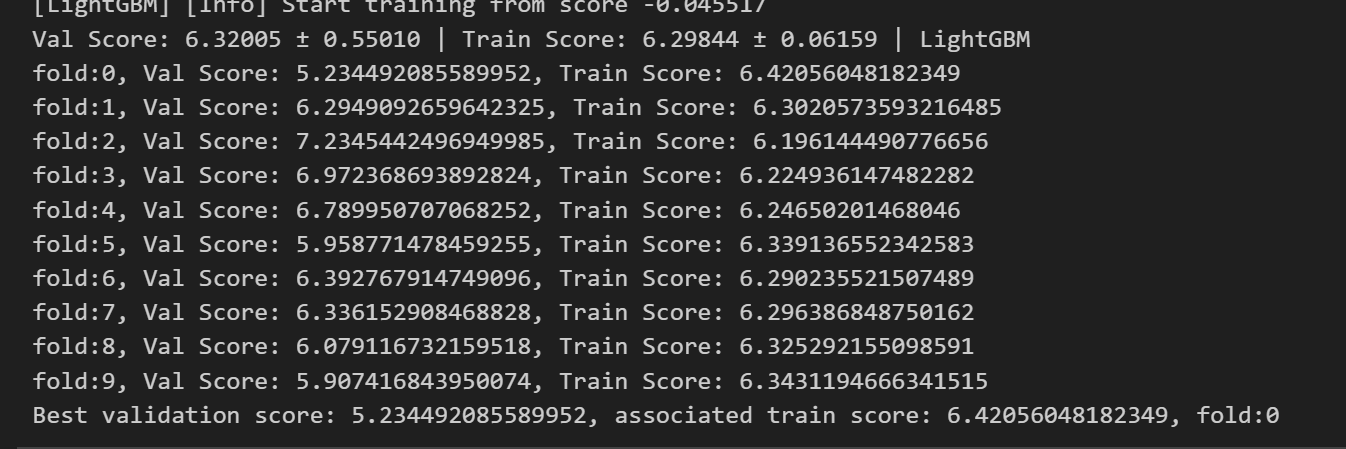 [LightGBM] [Info] Start training from score -0.045517
Val Score: 6.32005 ± 0.55010 | Train Score: 6.29844 ± 0.06159 | LightGBM
fold:0, Val Score: 5.234492085589952, Train Score: 6.42056048182349
fold:1, Val Score: 6.2949092659642325, Train Score: 6.3020573593216485
fold:2, Val Score: 7.2345442496949985, Train Score: 6.196144490776656
fold:3, Val Score: 6.972368693892824, Train Score: 6.224936147482282
fold:4, Val Score: 6.789950707068252, Train Score: 6.24650201468046
fold:5, Val Score: 5.958771478459255, Train Score: 6.339136552342583
fold:6, Val Score: 6.392767914749096, Train Score: 6.290235521507489
fold:7, Val Score: 6.336152908468828, Train Score: 6.296386848750162
fold:8, Val Score: 6.079116732159518, Train Score: 6.325292155098591
fold:9, Val Score: 5.907416843950074, Train Score: 6.3431194666341515
Best validation score: 5.234492085589952, associated train score: 6.42056048182349, fold:0